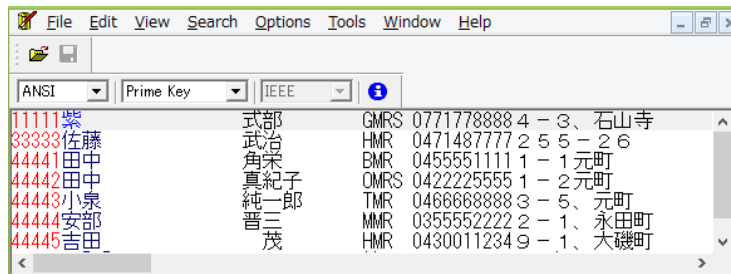 File Edit View Search Options Tools Window Help
ANSI Prime Key IEEE
11111紫 式部 GMRS 0771778888４－３、石山寺
33333佐藤 武治 HMR 0471487777２５５－２６
44441田中 角栄 BMR 0455551111１－１元町
44442田中 真紀子 OMRS 0422225555１－２元町
44443小泉 純一郎 TMR 0466668888３－５、元町
44444安部 晋三 MMR 0355552222２－１、永田町
44445吉田 茂 HMR 0430011234９－１、大磯町